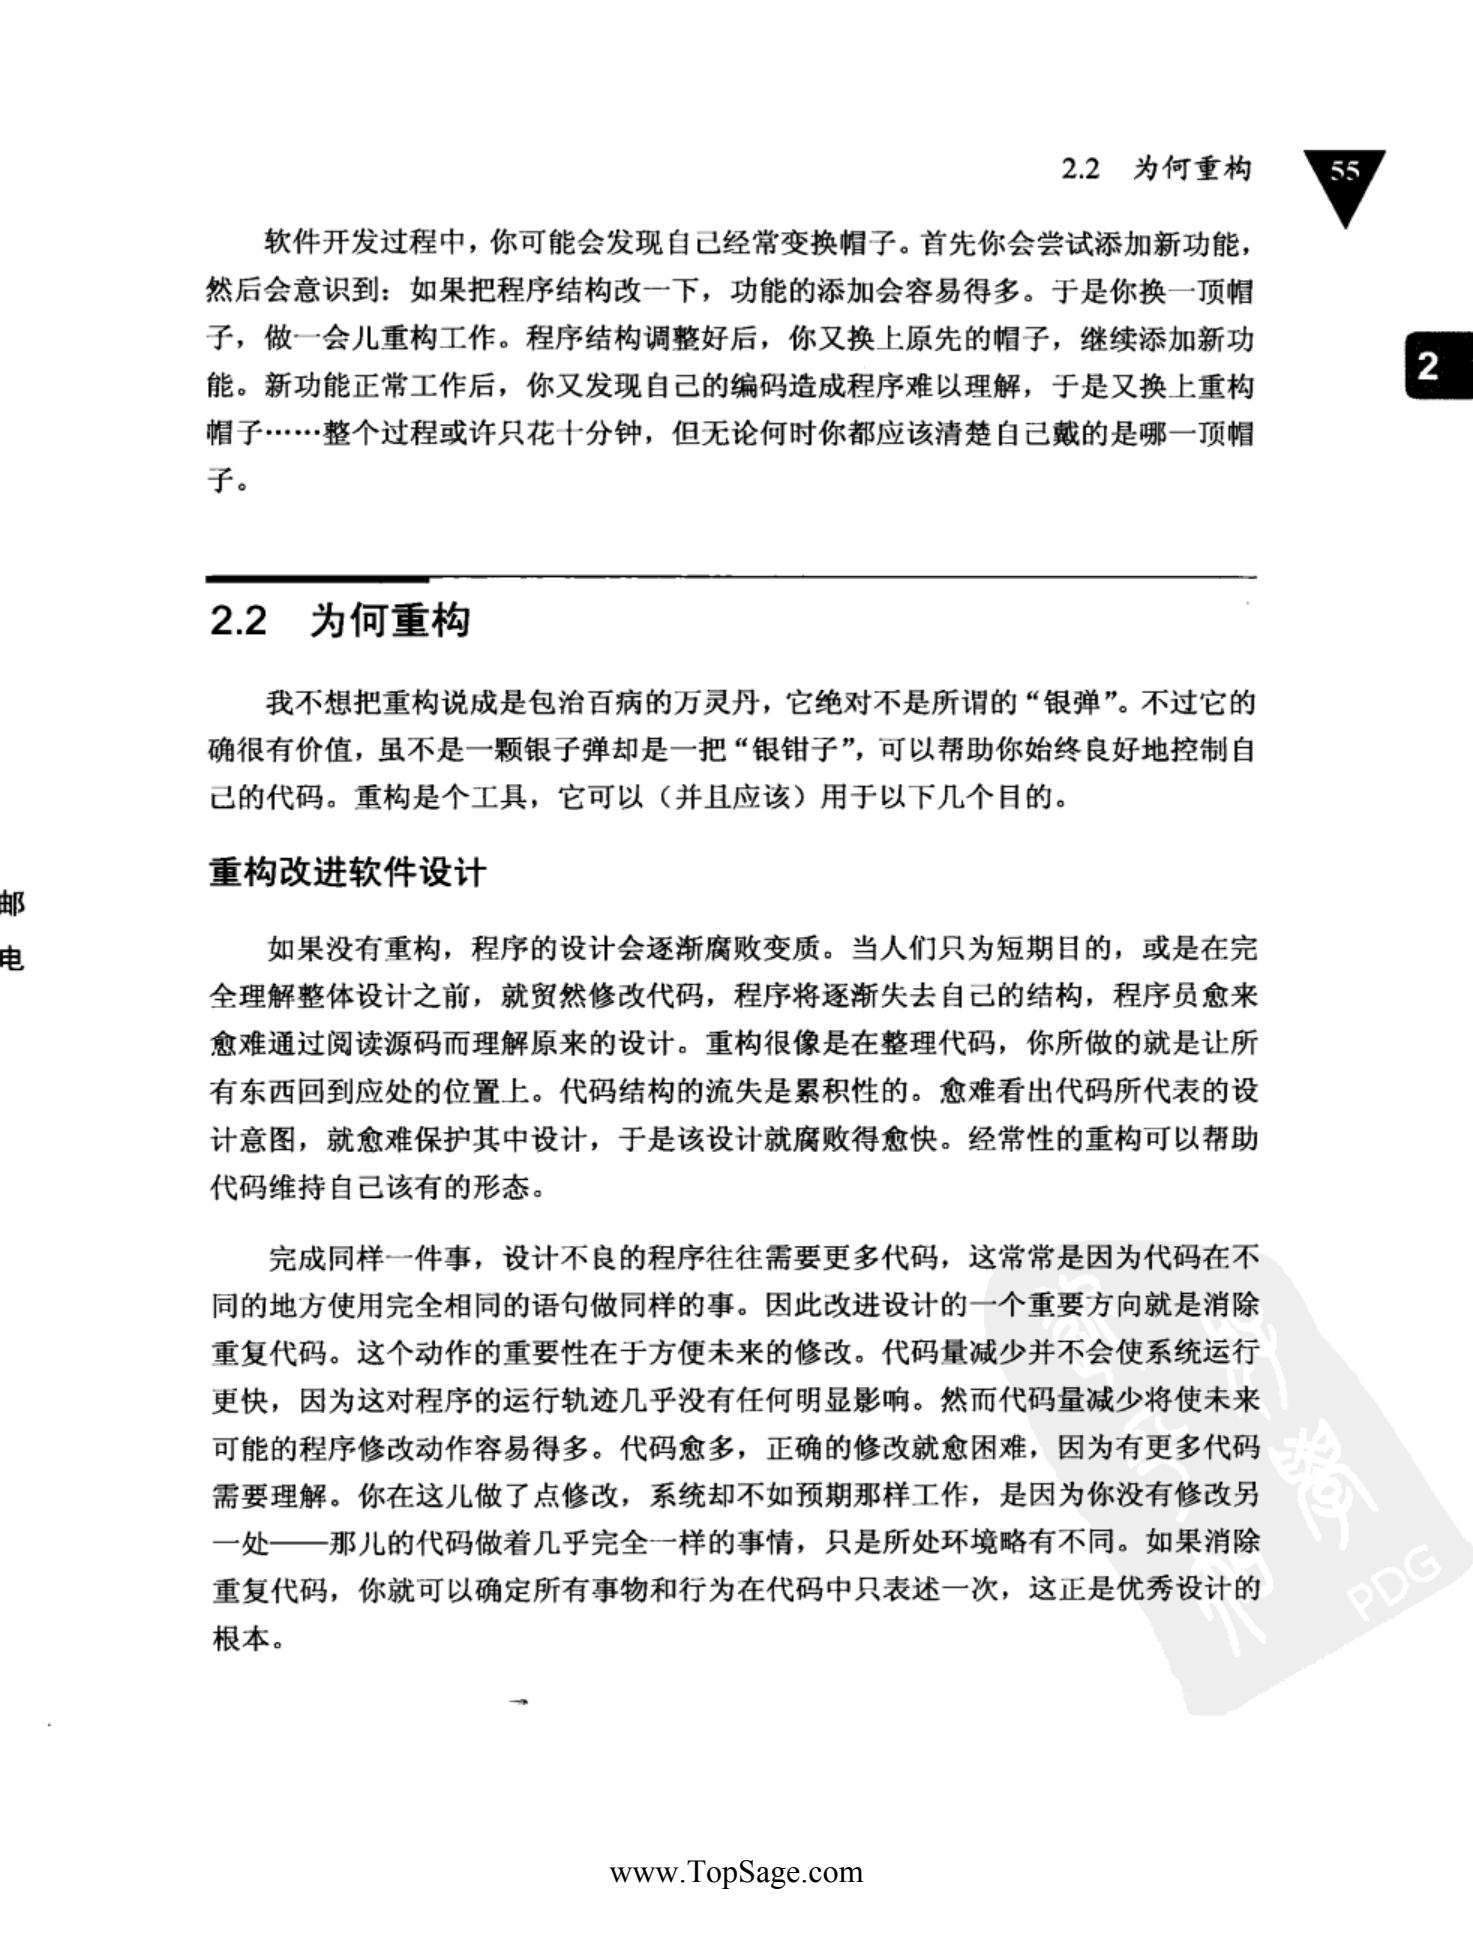 2.2 为何重构
55
软件开发过程中，你可能会发现自己经常变换帽子。首先你会尝试添加新功能，
然后会意识到：如果把程序结构改一下，功能的添加会容易得多。于是你换一顶帽
子，做一会儿重构工作。程序结构调整好后，你又换上原先的帽子，继续添加新功
能。新功能正常工作后，你又发现自己的编码造成程序难以理解，于是又换上重构
帽子……整个过程或许只花十分钟，但无论何时你都应该清楚自己戴的是哪一顶帽
子。
2
2.2 为何重构
我不想把重构说成是包治百病的万灵丹，它绝对不是所谓的“银弹”。不过它的
确很有价值，虽不是一颗银子弹却是一把“银钳子”，可以帮助你始终良好地控制自
己的代码。重构是个工具，它可以（并且应该）用于以下几个目的。
重构改进软件设计
邮
电
如果没有重构，程序的设计会逐渐腐败变质。当人们只为短期目的，或是在完
全理解整体设计之前，就贸然修改代码，程序将逐渐失去自己的结构，程序员愈来
愈难通过阅读源码而理解原来的设计。重构很像是在整理代码，你所做的就是让所
有东西回到应处的位置上。代码结构的流失是累积性的。愈难看出代码所代表的设
计意图，就愈难保护其中设计，于是该设计就腐败得愈快。经常性的重构可以帮助
代码维持自己该有的形态。
完成同样一件事，设计不良的程序往往需要更多代码，这常常是因为代码在不
同的地方使用完全相同的语句做同样的事。因此改进设计的一个重要方向就是消除
重复代码。这个动作的重要性在于方便未来的修改。代码量减少并不会使系统运行
更快，因为这对程序的运行轨迹几乎没有任何明显影响。然而代码量减少将使未来
可能的程序修改动作容易得多。代码愈多，正确的修改就愈困难，因为有更多代码
需要理解。你在这儿做了点修改，系统却不如预期那样工作，是因为你没有修改另
一处——那儿的代码做着几乎完全一样的事情，只是所处环境略有不同。如果消除
重复代码，你就可以确定所有事物和行为在代码中只表述一次，这正是优秀设计的
根本。
PDG
www.TopSage.com